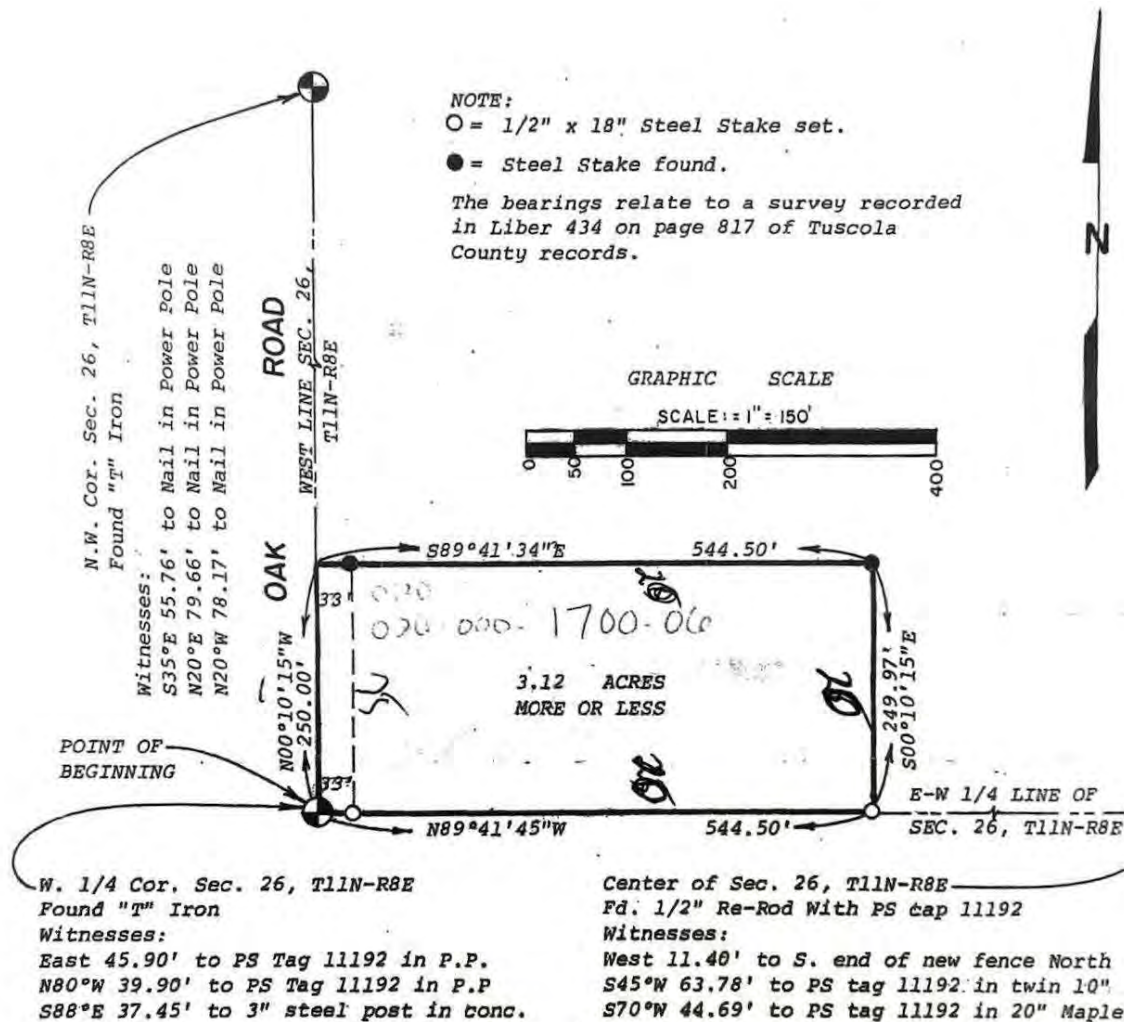 NOTE:
O = 1/2" x 18" Steel Stake set.
● = Steel Stake found.
The bearings relate to a survey recorded
in Liber 434 on page 817 of Tuscola
County records.
N
N.W. Cor. Sec. 26, T11N-R8E
Found "T" Iron
Witnesses:
S35°E 55.76' to Nail in Power Pole
N20°E 79.66' to Nail in Power Pole
N20°W 78.17' to Nail in Power Pole
OAK ROAD
WEST LINE SEC. 26,
T11N-R8E
GRAPHIC SCALE
SCALE: = 1" = 150'
0 50 100 200 400
S89°41'34"E 544.50'
33'
1700-06
3.12 ACRES
MORE OR LESS
N00°10'15"W
250.00'
249.97'
S00°10'15"E
POINT OF
BEGINNING
33'
N89°41'45"W 544.50'
E-W 1/4 LINE OF
SEC. 26, T11N-R8E
W. 1/4 Cor. Sec. 26, T11N-R8E
Found "T" Iron
Witnesses:
East 45.90' to PS Tag 11192 in P.P.
N80°W 39.90' to PS Tag 11192 in P.P
S88°E 37.45' to 3" steel post in conc.
Center of Sec. 26, T11N-R8E
Fd. 1/2" Re-Rod With PS cap 11192
Witnesses:
West 11.40' to S. end of new fence North
S45°W 63.78' to PS tag 11192 in twin 10"
S70°W 44.69' to PS tag 11192 in 20" Maple